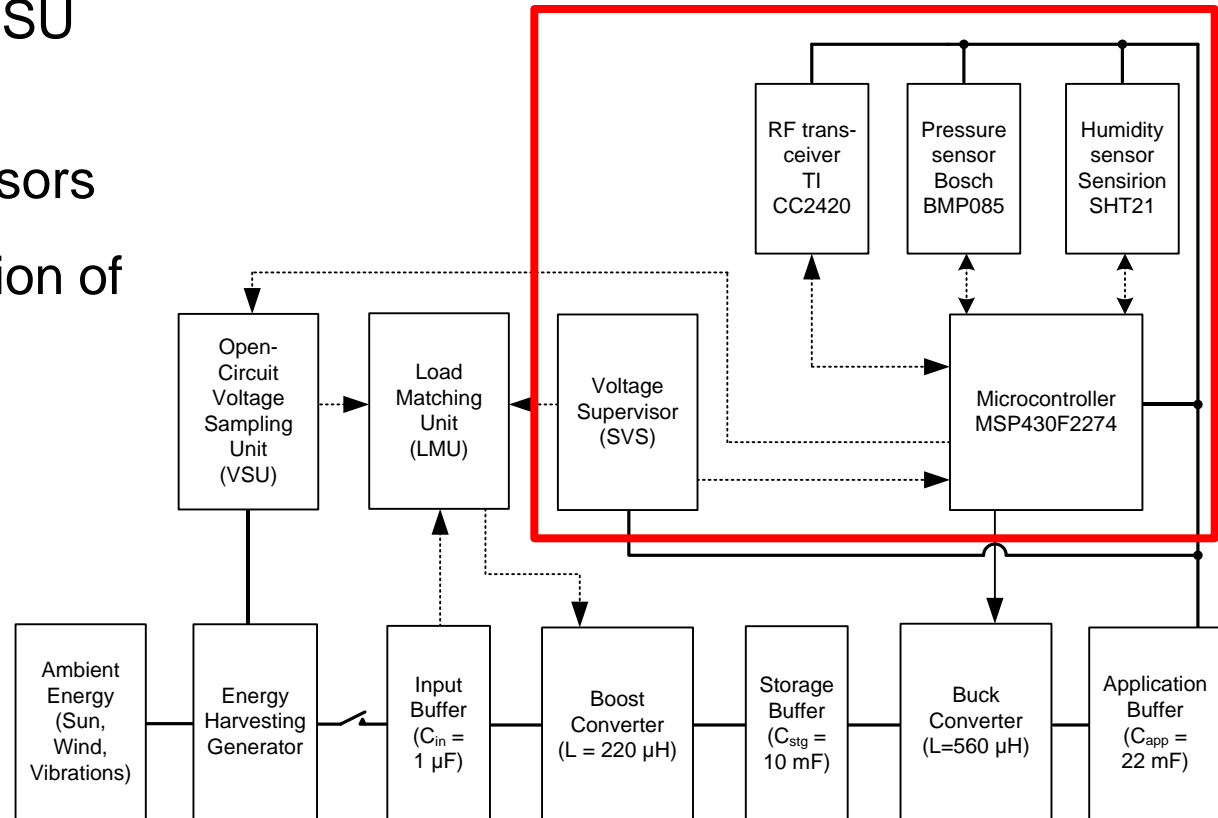 SU
sors
ion of
RF trans-
ceiver
TI
CC2420
Pressure
sensor
Bosch
BMP085
Humidity
sensor
Sensirion
SHT21
Open-
Circuit
Voltage
Sampling
Unit
(VSU)
Load
Matching
Unit
(LMU)
Voltage
Supervisor
(SVS)
Microcontroller
MSP430F2274
Ambient
Energy
(Sun,
Wind,
Vibrations)
Energy
Harvesting
Generator
Input
Buffer
(Cin =
1 µF)
Boost
Converter
(L = 220 µH)
Storage
Buffer
(Cstg =
10 mF)
Buck
Converter
(L=560 µH)
Application
Buffer
(Capp =
22 mF)